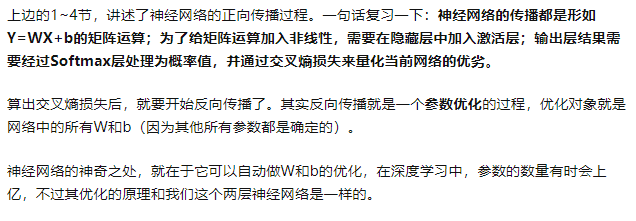 上边的1~4节，讲述了神经网络的正向传播过程。一句话复习一下：神经网络的传播都是形如
Y=WX+b的矩阵运算；为了给矩阵运算加入非线性，需要在隐藏层中加入激活层；输出层结果需
要经过Softmax层处理为概率值，并通过交叉熵损失来量化当前网络的优劣。
算出交叉熵损失后，就要开始反向传播了。其实反向传播就是一个参数优化的过程，优化对象就是
网络中的所有W和b（因为其他所有参数都是确定的）。
神经网络的神奇之处，就在于它可以自动做W和b的优化，在深度学习中，参数的数量有时会上
亿，不过其优化的原理和我们这个两层神经网络是一样的。